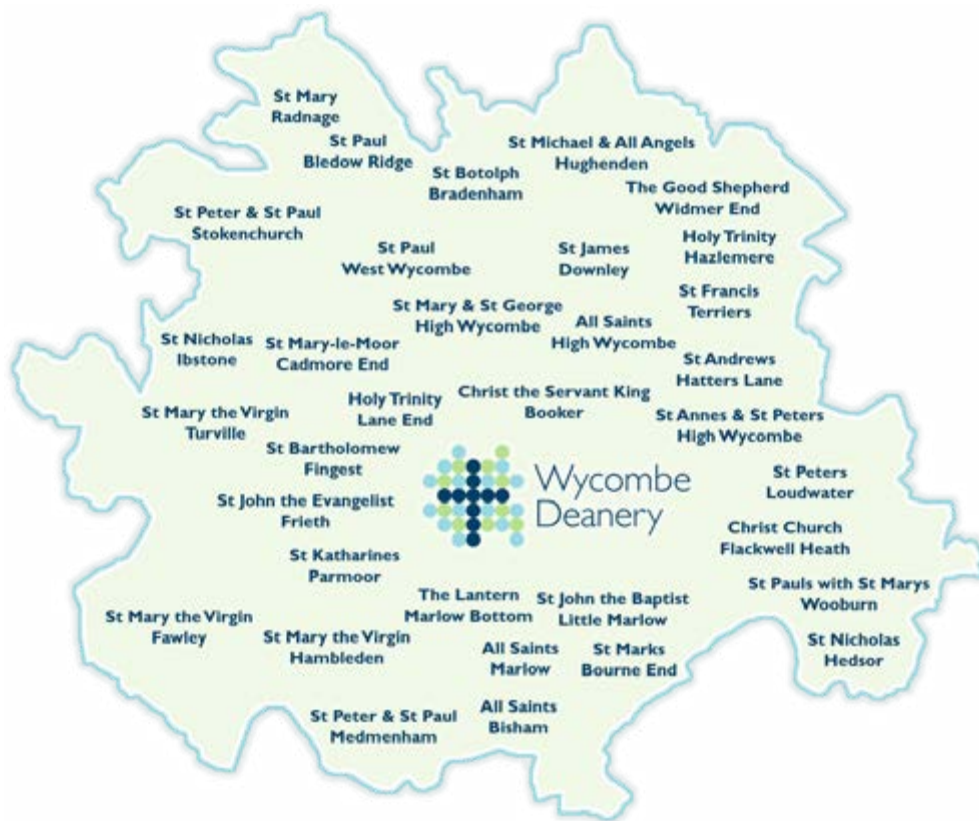 St Mary
Radnage
St Paul
Bledow Ridge
St Botolph
Bradenham
St Michael & All Angels
Hughenden
The Good Shepherd
Widmer End
St Peter & St Paul
Stokenchurch
St Paul
West Wycombe
St James
Downley
Holy Trinity
Hazlemere
St Mary & St George
High Wycombe
All Saints
High Wycombe
St Francis
Terriers
St Nicholas
Ibstone
St Mary-le-Moor
Cadmore End
St Andrews
Hatters Lane
St Mary the Virgin
Turville
Holy Trinity
Lane End
Christ the Servant King
Booker
St Annes & St Peters
High Wycombe
St Bartholomew
Fingest
Wycombe
Deanery
St Peters
Loudwater
St John the Evangelist
Frieth
Christ Church
Flackwell Heath
St Katharines
Parmoor
The Lantern
Marlow Bottom
St John the Baptist
Little Marlow
St Pauls with St Marys
Wooburn
St Mary the Virgin
Fawley
St Mary the Virgin
Hambleden
All Saints
Marlow
St Marks
Bourne End
St Nicholas
Hedsor
St Peter & St Paul
Medmenham
All Saints
Bisham